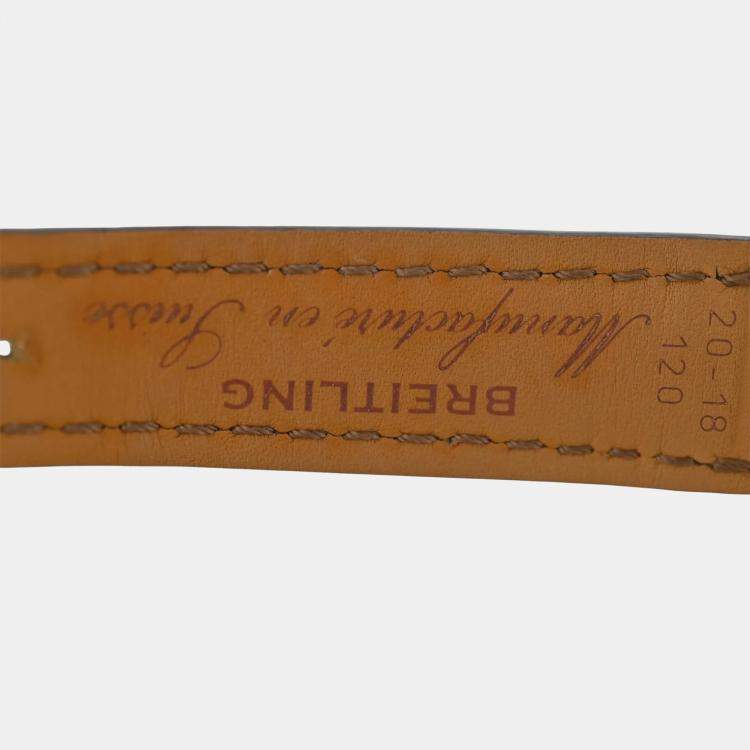 BREITLING
Manufacturé en Suisse
20-18
120